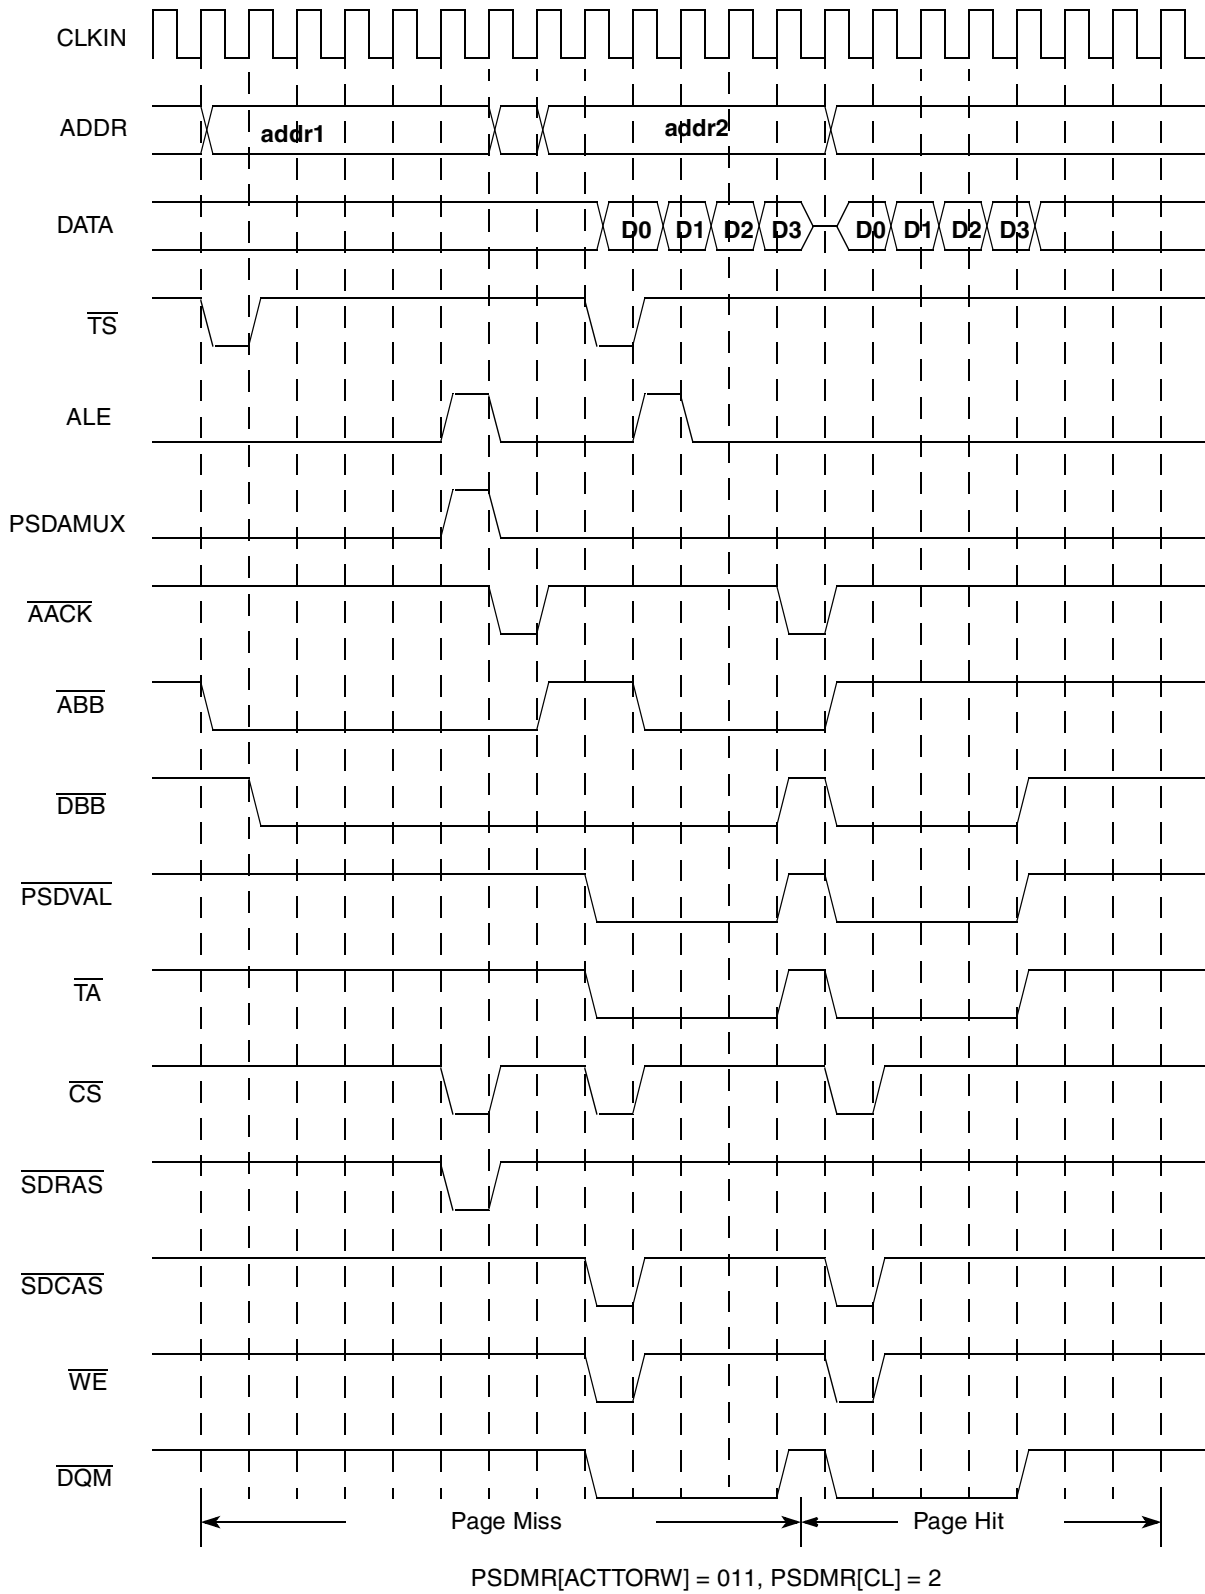 CLKIN
ADDR addr1 addr2
DATA D0 D1 D2 D3 D0 D1 D2 D3
TS
ALE
PSDAMUX
AACK
ABB
DBB
PSDVAL
TA
CS
SDRAS
SDCAS
WE
DQM
Page Miss Page Hit
PSDMR[ACTTORW] = 011, PSDMR[CL] = 2